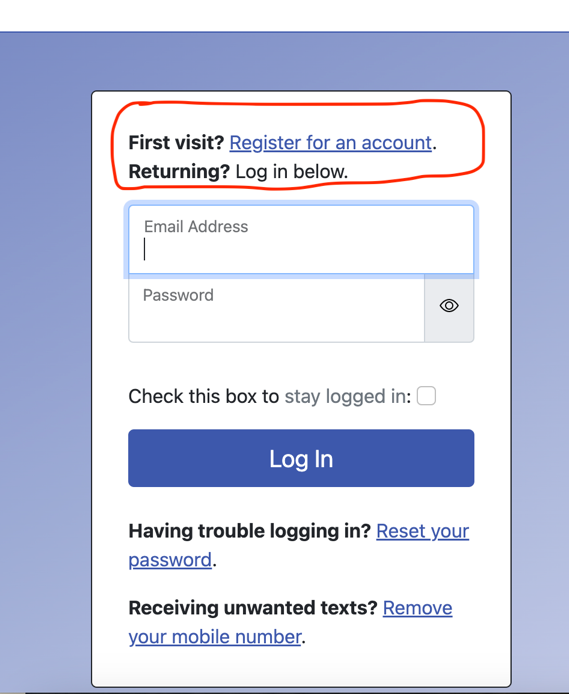 First visit? Register for an account.
Returning? Log in below.
Email Address
Password
Check this box to stay logged in:
Log In
Having trouble logging in? Reset your
password.
Receiving unwanted texts? Remove
your mobile number.